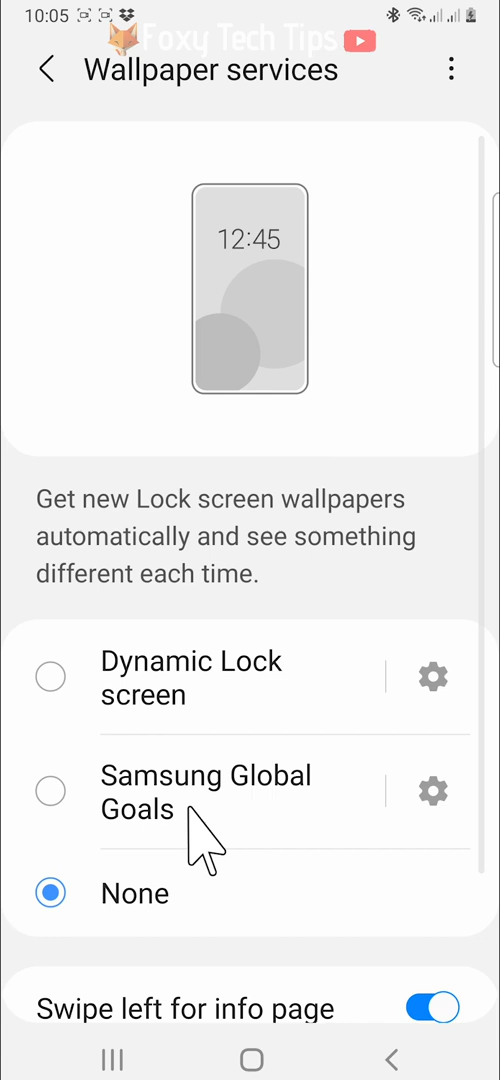 10:05
Foxy Tech Tips
Wallpaper services
12:45
Get new Lock screen wallpapers
automatically and see something
different each time.
Dynamic Lock
screen
Samsung Global
Goals
None
Swipe left for info page